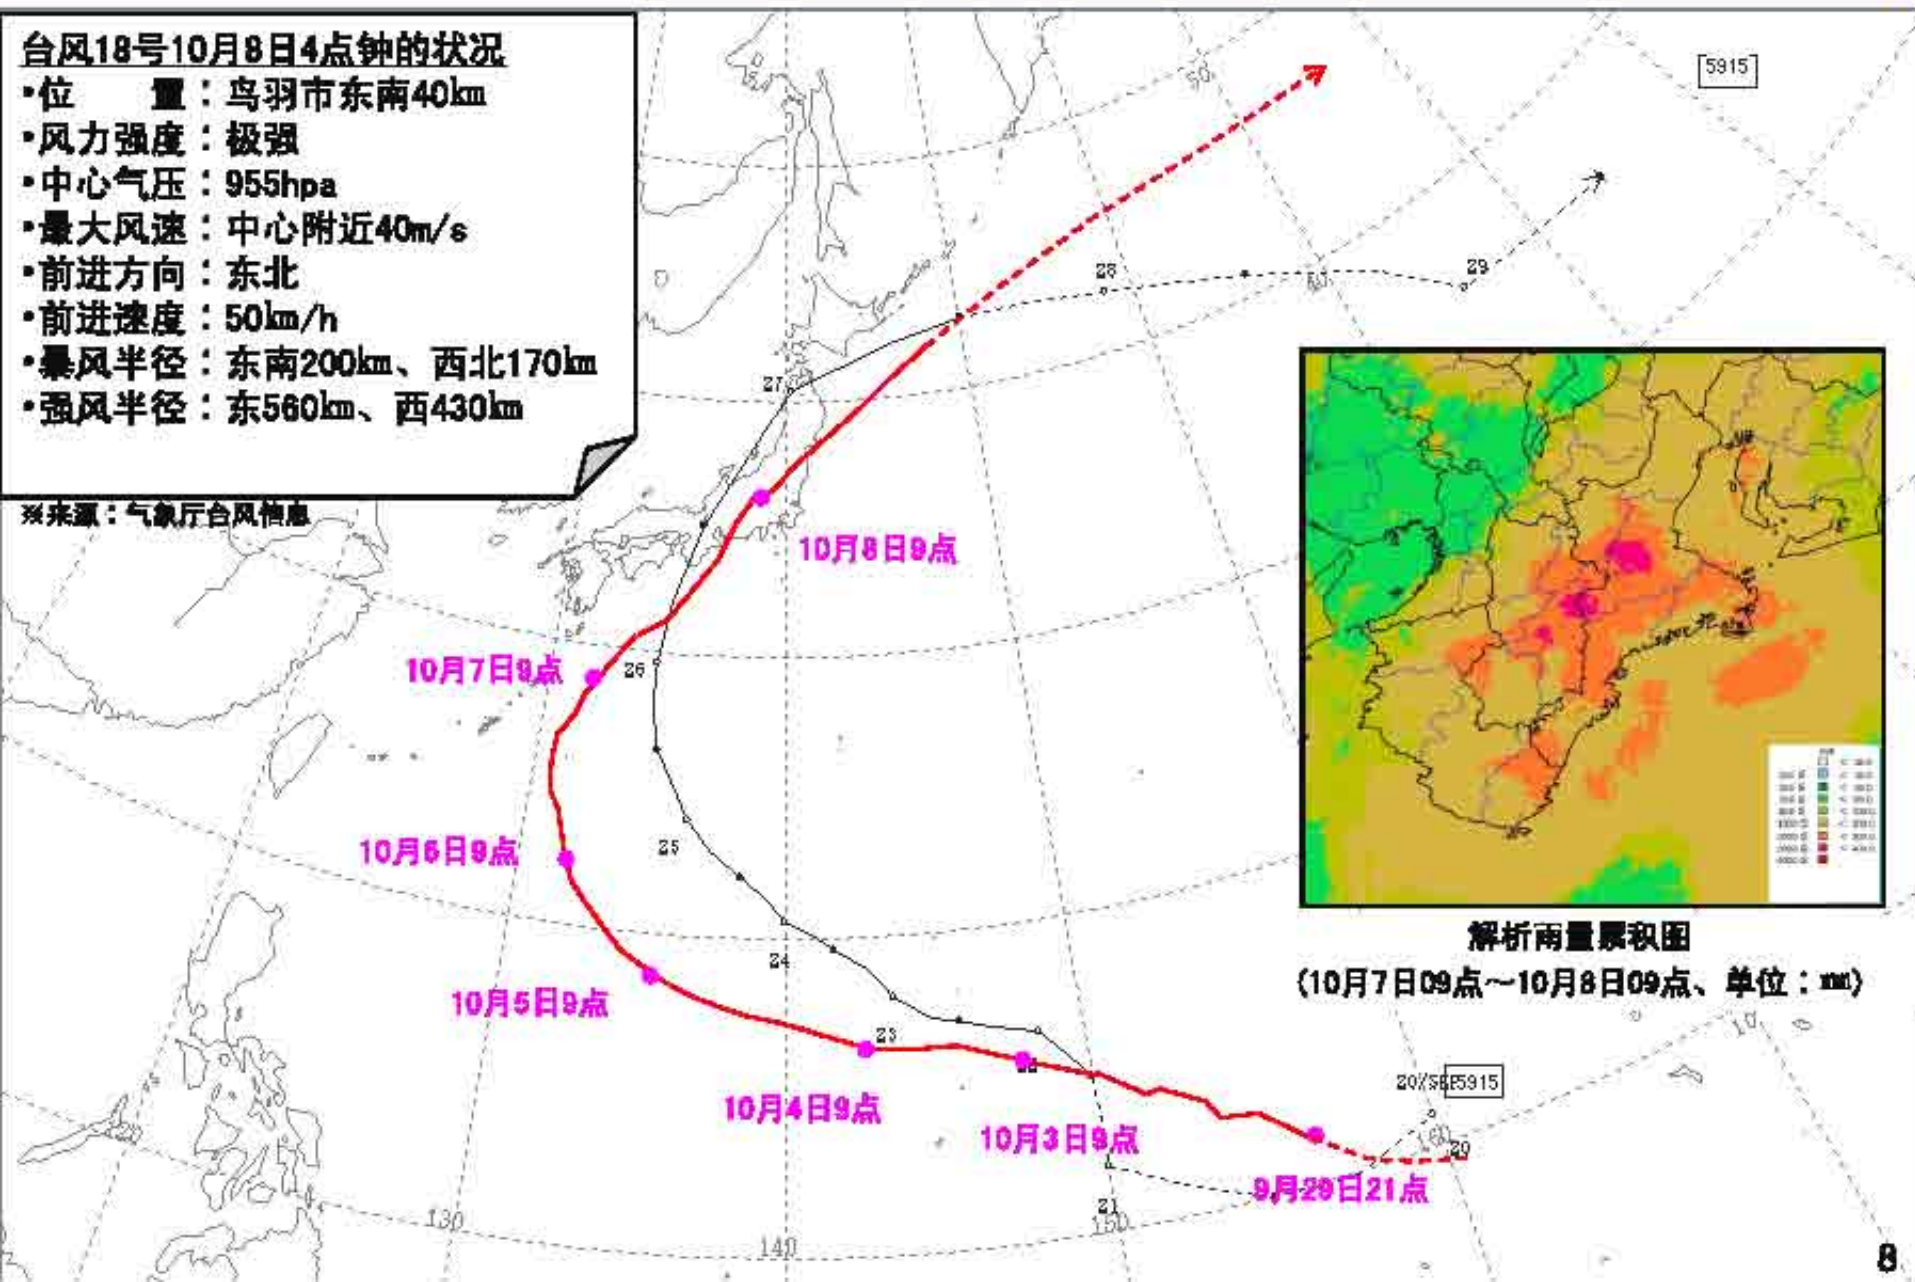 台风18号10月8日4点钟的状况
・位　　置：鸟羽市东南40km
・风力强度：极强
・中心气压：955hpa
・最大风速：中心附近40m/s
・前进方向：东北
・前进速度：50km/h
・暴风半径：东南200km、西北170km
・强风半径：东560km、西430km
※来源：气象厅台风信息
5915
50
28
29
60
27
10月8日9点
10月7日9点
26
10月6日9点
25
24
10月5日9点
23
10月4日9点
10月3日9点
解析雨量累积图
(10月7日09点～10月8日09点、单位：mm)
10
20/SEP
5915
160
20
9月29日21点
21
130
140
150
8